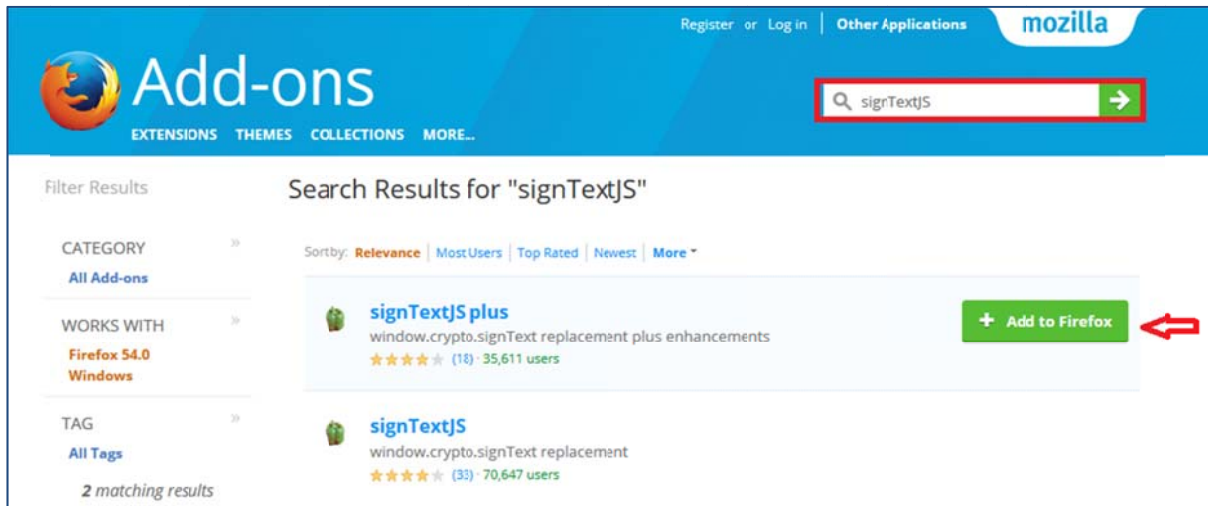 Register or Log in | Other Applications
mozilla
Add-ons
signTextJS
EXTENSIONS THEMES COLLECTIONS MORE...
Filter Results
Search Results for "signTextJS"
CATEGORY »
All Add-ons
Sortby: Relevance | Most Users | Top Rated | Newest | More
WORKS WITH »
Firefox 54.0
Windows
signTextJS plus
window.crypto.signText replacement plus enhancements
(18) · 35,611 users
+ Add to Firefox
TAG »
All Tags
2 matching results
signTextJS
window.crypto.signText replacement
(33) · 70,647 users